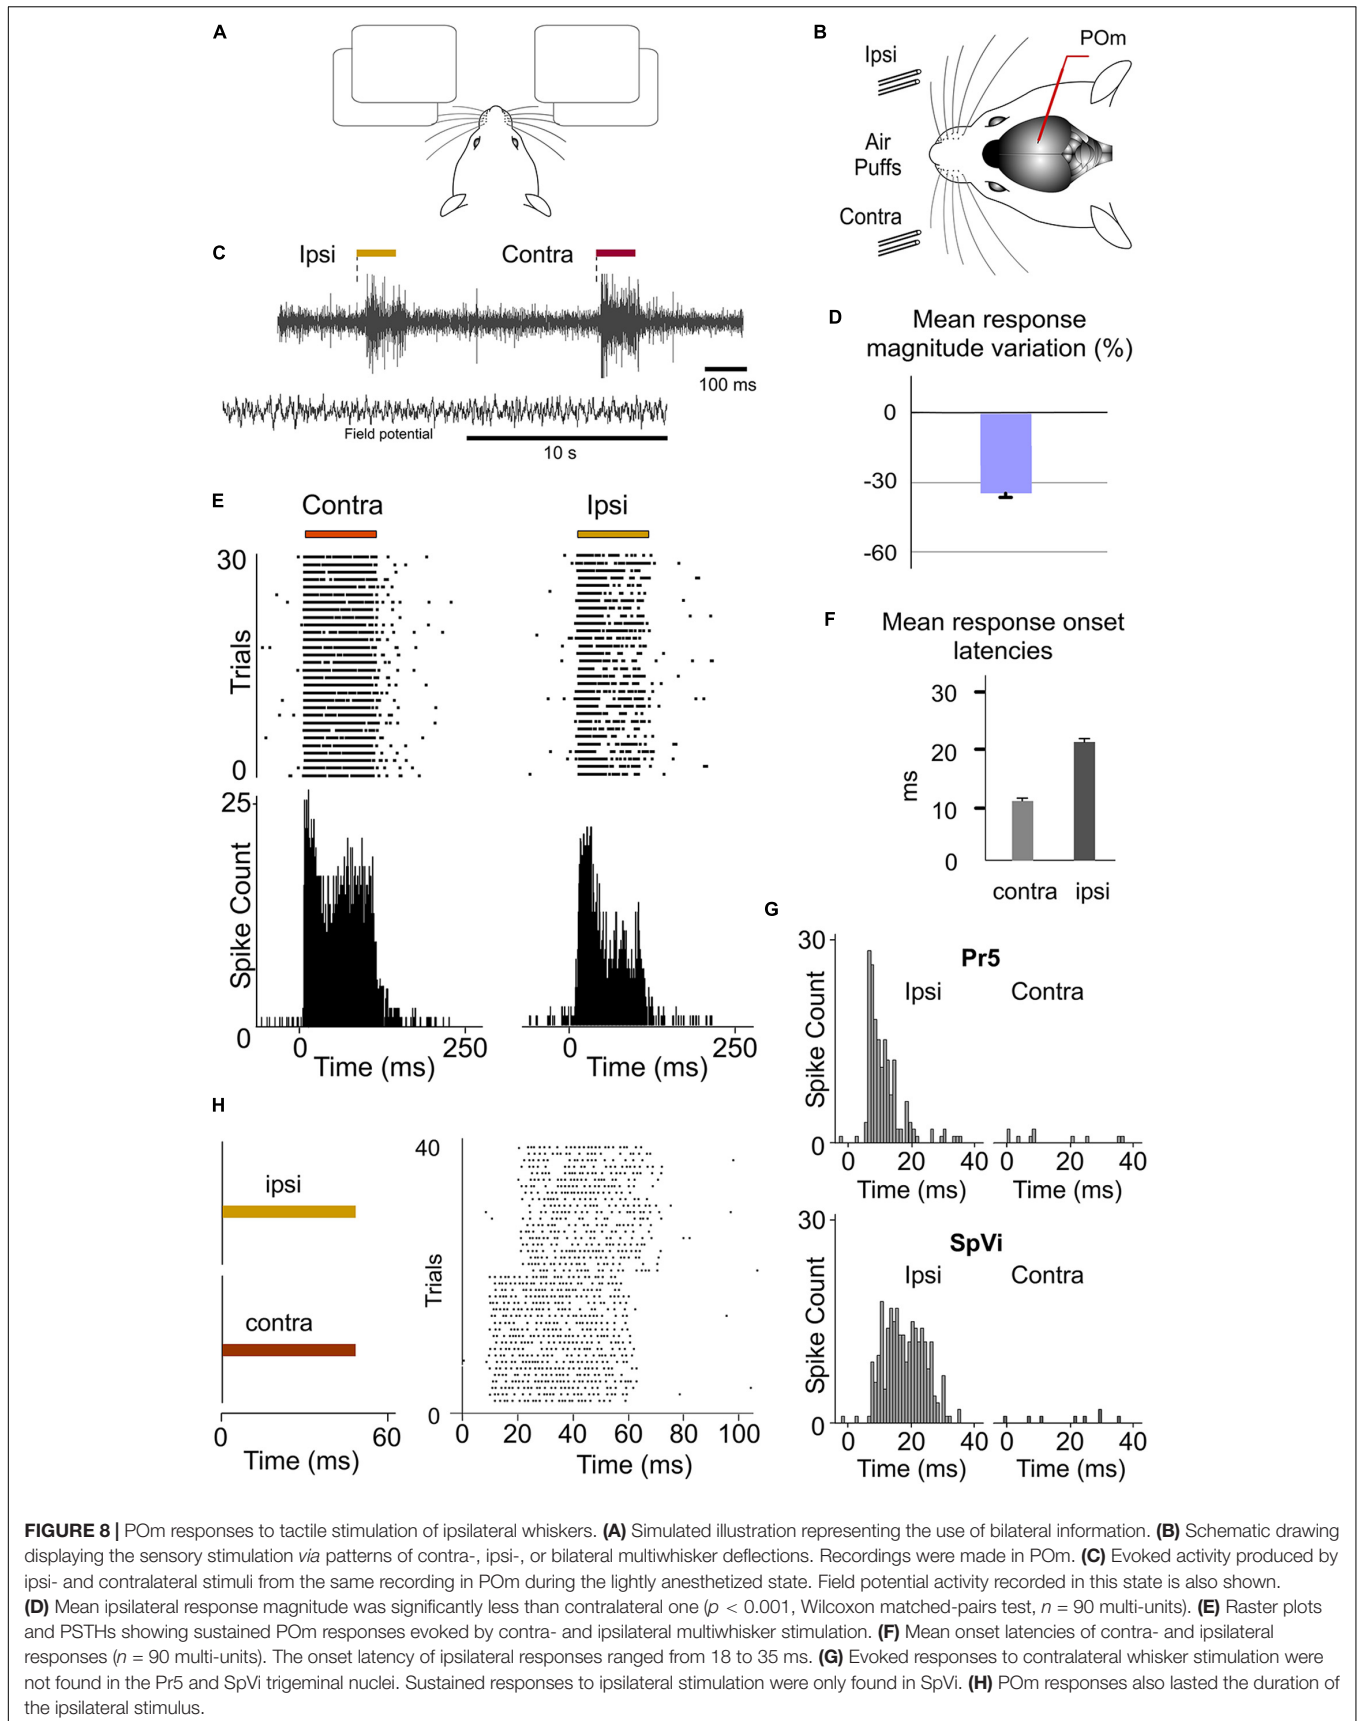 A
B
Ipsi
POm
Air
Puffs
Contra
C
Ipsi
Contra
100 ms
Field potential
10 s
D
Mean response
magnitude variation (%)
0
-30
-60
E
Contra
Ipsi
30
Trials
0
25
Spike Count
0
0
250
Time (ms)
0
250
Time (ms)
F
Mean response onset
latencies
30
20
ms
10
0
contra
ipsi
G
30
Pr5
Ipsi
Contra
Spike Count
0
0
20
40
0
20
40
Time (ms)
Time (ms)
30
SpVi
Ipsi
Contra
Spike Count
0
0
20
40
0
20
40
Time (ms)
Time (ms)
H
ipsi
contra
0
60
Time (ms)
40
Trials
0
0
20
40
60
80
100
Time (ms)
FIGURE 8 | POm responses to tactile stimulation of ipsilateral whiskers. (A) Simulated illustration representing the use of bilateral information. (B) Schematic drawing
displaying the sensory stimulation via patterns of contra-, ipsi-, or bilateral multiwhisker deflections. Recordings were made in POm. (C) Evoked activity produced by
ipsi- and contralateral stimuli from the same recording in POm during the lightly anesthetized state. Field potential activity recorded in this state is also shown.
(D) Mean ipsilateral response magnitude was significantly less than contralateral one (p < 0.001, Wilcoxon matched-pairs test, n = 90 multi-units). (E) Raster plots
and PSTHs showing sustained POm responses evoked by contra- and ipsilateral multiwhisker stimulation. (F) Mean onset latencies of contra- and ipsilateral
responses (n = 90 multi-units). The onset latency of ipsilateral responses ranged from 18 to 35 ms. (G) Evoked responses to contralateral whisker stimulation were
not found in the Pr5 and SpVi trigeminal nuclei. Sustained responses to ipsilateral stimulation were only found in SpVi. (H) POm responses also lasted the duration of
the ipsilateral stimulus.